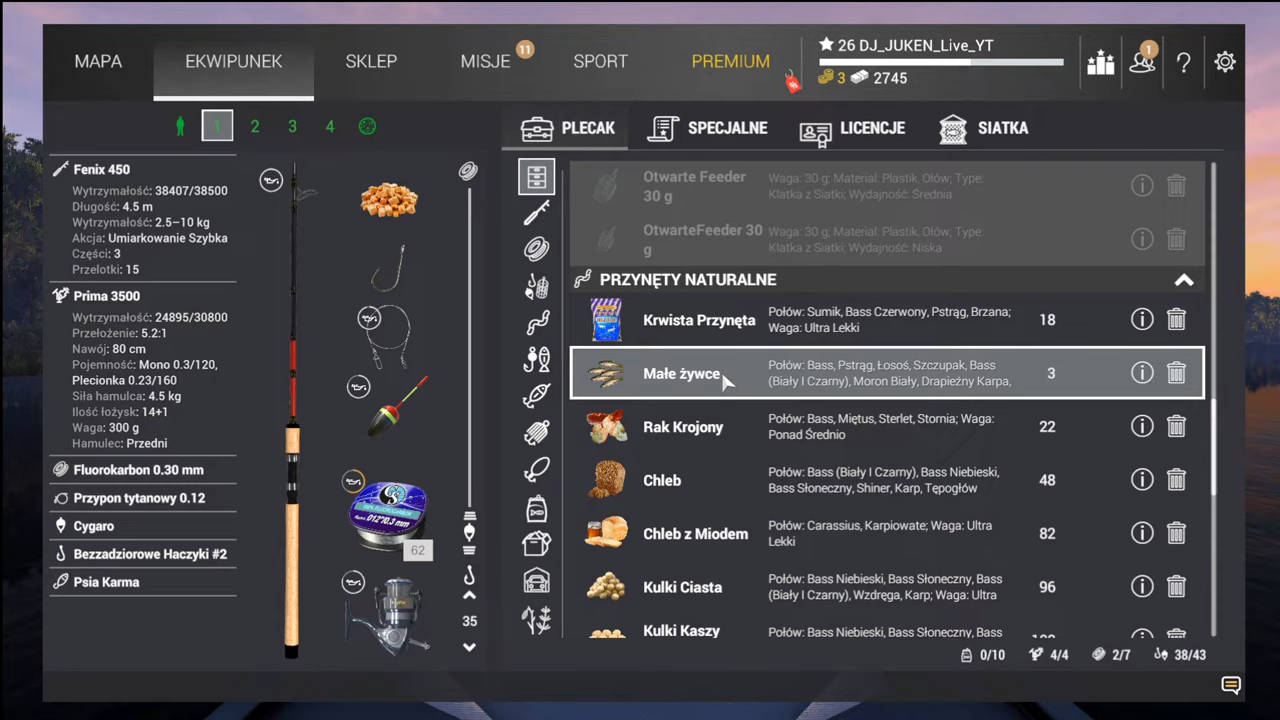 MAPA
EKWIPUNEK
SKLEP
MISJE
11
SPORT
PREMIUM
26 DJ_JUKEN_Live_YT
3 2745
1
?
1
2
3
4
PLECAK
SPECJALNE
LICENCJE
SIATKA
Fenix 450
Wytrzymałość: 38407/38500
Długość: 4.5 m
Wytrzymałość: 2.5–10 kg
Akcja: Umiarkowanie Szybka
Części: 3
Przelotki: 15
Prima 3500
Wytrzymałość: 24895/30800
Przełożenie: 5.2:1
Nawój: 80 cm
Pojemność: Mono 0.3/120,
Plecionka 0.23/160
Siła hamulca: 4.5 kg
Ilość łożysk: 14+1
Waga: 300 g
Hamulec: Przedni
Fluorokarbon 0.30 mm
Przypon tytanowy 0.12
Cygaro
Bezzadziorowe Haczyki #2
Psia Karma
62
35
Otwarte Feeder
30 g
Waga: 30 g; Materiał: Plastik, Ołów; Type:
Klatka z Siatki; Wydajność: Średnia
OtwarteFeeder 30
g
Waga: 30 g; Materiał: Plastik, Ołów; Type:
Klatka z Siatki; Wydajność: Niska
PRZYNĘTY NATURALNE
Krwista Przynęta
Połów: Sumik, Bass Czerwony, Pstrąg, Brzana;
Waga: Ultra Lekki
18
Małe żywce
Połów: Bass, Pstrąg, Łosoś, Szczupak, Bass
(Biały I Czarny), Moron Biały, Drapieżny Karpa,
3
Rak Krojony
Połów: Bass, Miętus, Sterlet, Stornia; Waga:
Ponad Średnio
22
Chleb
Połów: Bass (Biały I Czarny), Bass Niebieski,
Bass Słoneczny, Shiner, Karp, Tępogłów
48
Chleb z Miodem
Połów: Carassius, Karpiowate; Waga: Ultra
Lekki
82
Kulki Ciasta
Połów: Bass Niebieski, Bass Słoneczny, Bass
(Biały I Czarny), Wzdręga, Karp; Waga: Ultra
96
Kulki Kaszy
Połów: Bass Niebieski, Bass Słoneczny, Bass
0/10
4/4
2/7
38/43